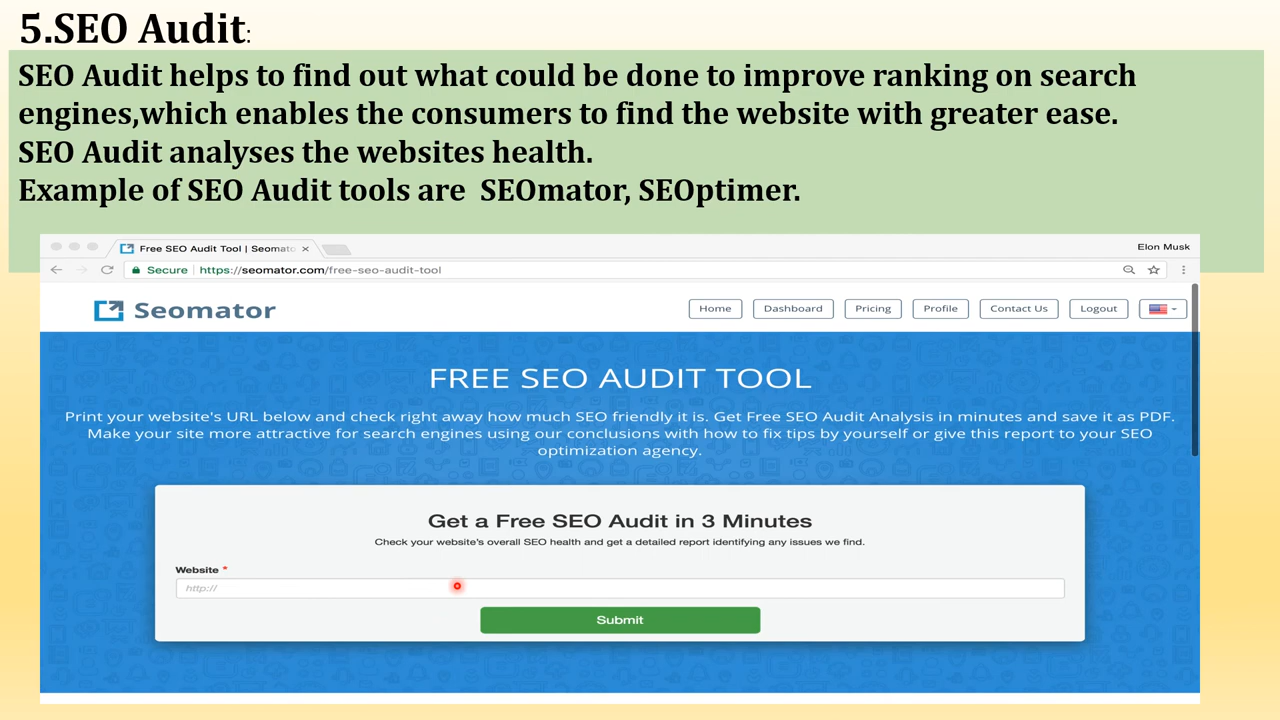 5.SEO Audit:
SEO Audit helps to find out what could be done to improve ranking on search
engines,which enables the consumers to find the website with greater ease.
SEO Audit analyses the websites health.
Example of SEO Audit tools are  SEOmator, SEOptimer.
Free SEO Audit Tool | Seomato
Elon Musk
Secure https://seomator.com/free-seo-audit-tool
Seomator
Home Dashboard Pricing Profile Contact Us Logout
FREE SEO AUDIT TOOL
Print your website's URL below and check right away how much SEO friendly it is. Get Free SEO Audit Analysis in minutes and save it as PDF.
Make your site more attractive for search engines using our conclusions with how to fix tips by yourself or give this report to your SEO
optimization agency.
Get a Free SEO Audit in 3 Minutes
Check your website's overall SEO health and get a detailed report identifying any issues we find.
Website *
http://
Submit